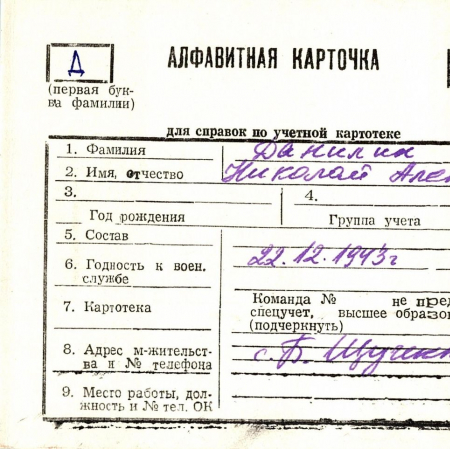 Д
АЛФАВИТНАЯ КАРТОЧКА
(первая бук-
ва фамилии)
для справок по учетной картотеке
1. Фамилия Данилин
2. Имя, отчество Николай Але
3. 4.
Год рождения Группа учета
5. Состав
22.12.1943г
6. Годность к воен.
службе
Команда № не пред
7. Картотека спецучет, высшее образо
(подчеркнуть)
8. Адрес м-жительст-
ва и № телефона с. Б. Щучен
9. Место работы, дол-
жность и № тел. ОК